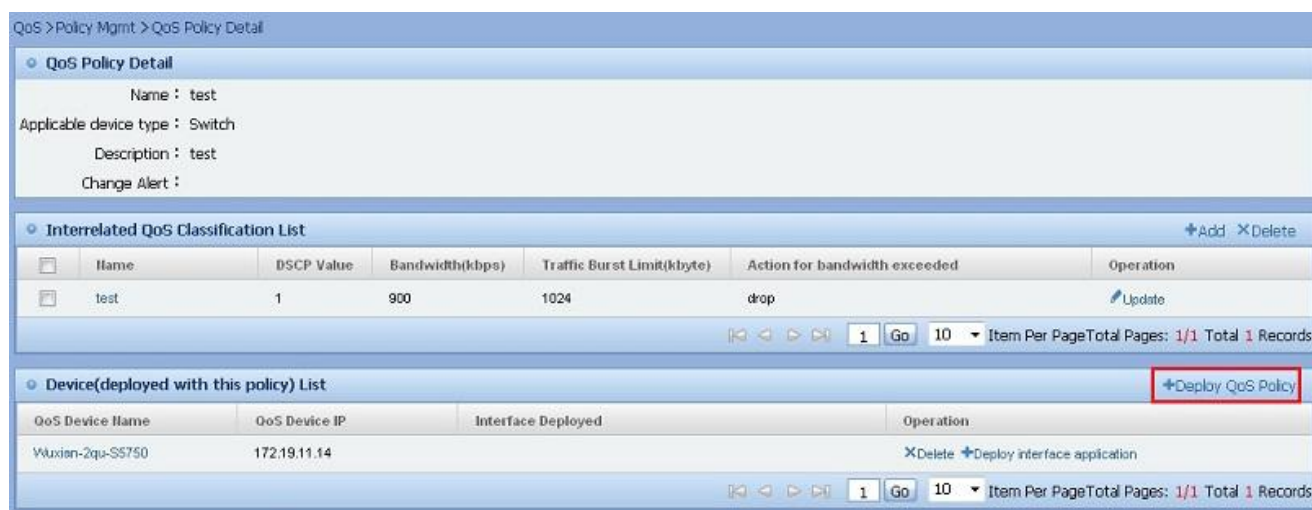 QoS >Policy Mgmt >QoS Policy Detail
QoS Policy Detail
Name : test
Applicable device type : Switch
Description : test
Change Alert :
Interrelated QoS Classification List +Add ×Delete
Name DSCP Value Bandwidth(kbps) Traffic Burst Limit(kbyte) Action for bandwidth exceeded Operation
test 1 900 1024 drop Update
1 Go 10 Item Per PageTotal Pages: 1/1 Total 1 Records
Device(deployed with this policy) List +Deploy QoS Policy
QoS Device Name QoS Device IP Interface Deployed Operation
Wuxian-2qu-S5750 172.19.11.14 ×Delete +Deploy interface application
1 Go 10 Item Per PageTotal Pages: 1/1 Total 1 Records